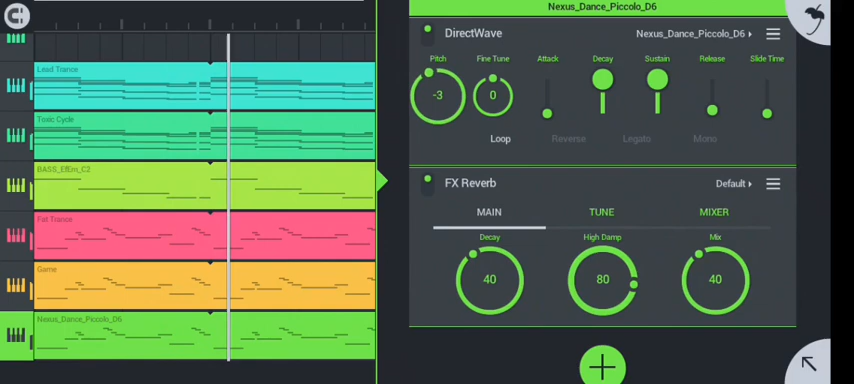 Nexus_Dance_Piccolo_D6
DirectWave
Nexus_Dance_Piccolo_D6
Pitch
Fine Tune
Attack
Decay
Sustain
Release
Slide Time
-3
0
Loop
Reverse
Legato
Mono
FX Reverb
Default
MAIN
TUNE
MIXER
Decay
High Damp
Mix
40
80
40
Lead Trance
Toxic Cycle
BASS_EffEm_C2
Fat Trance
Game
Nexus_Dance_Piccolo_D6